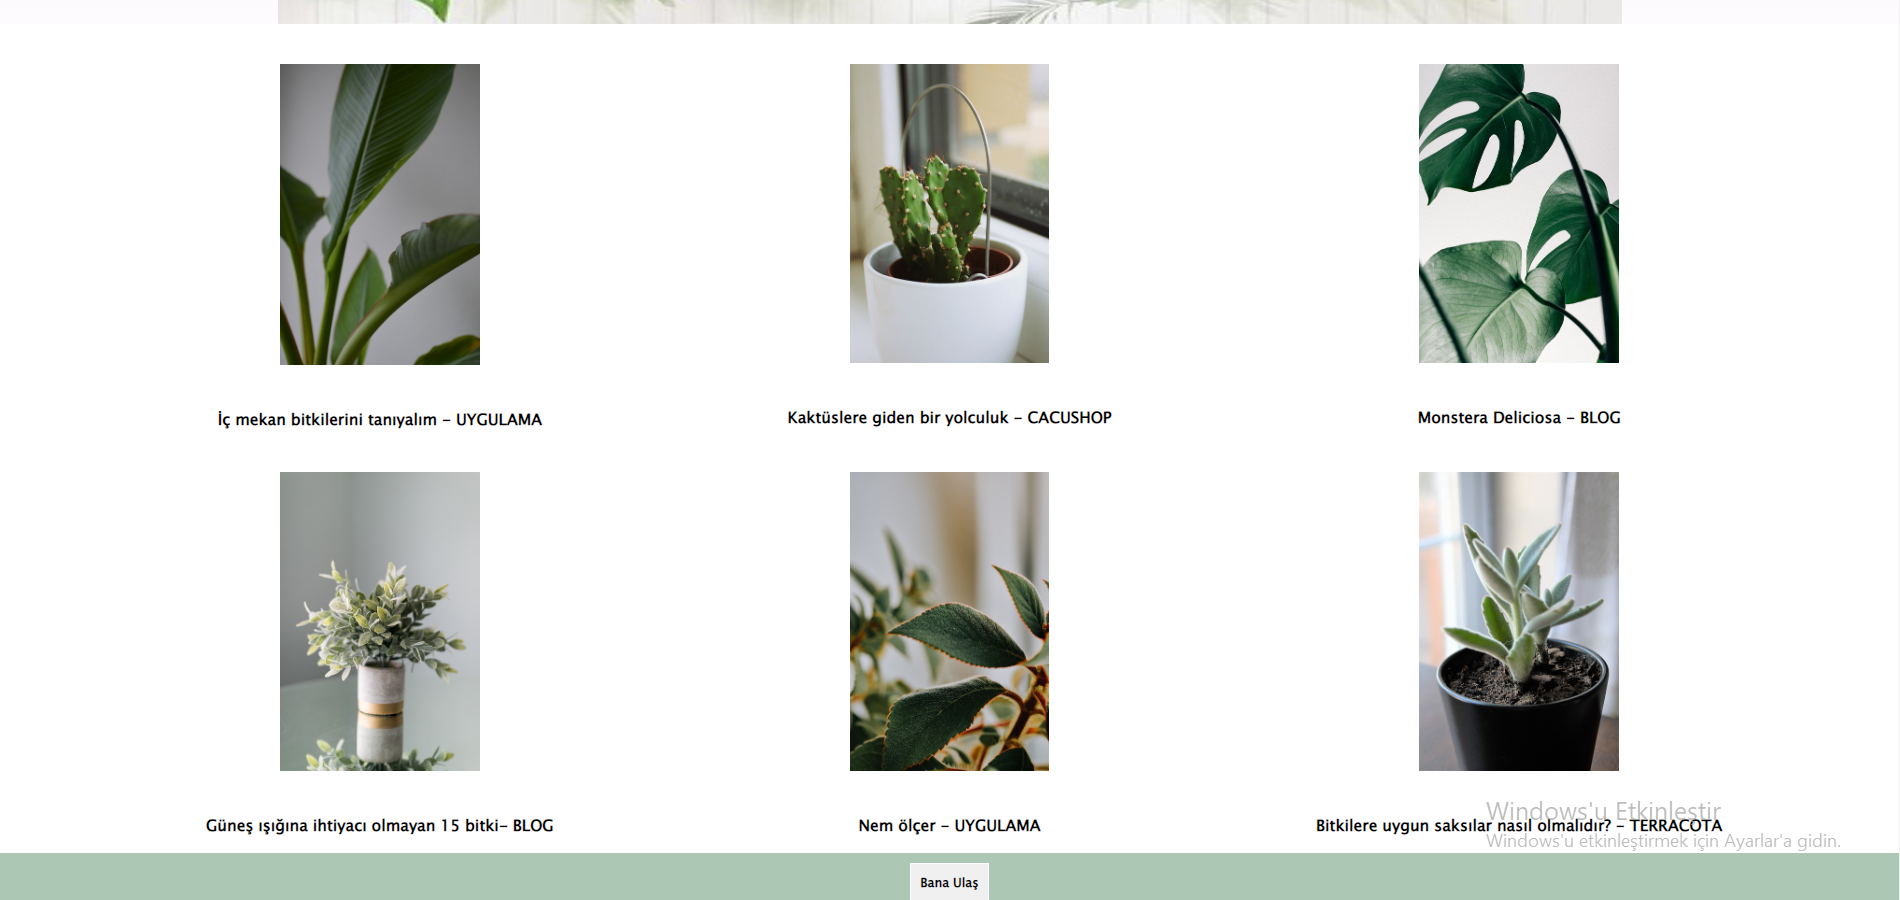 İç mekan bitkilerini tanıyalım - UYGULAMA
Kaktüslere giden bir yolculuk - CACUSHOP
Monstera Deliciosa - BLOG
Güneş ışığına ihtiyacı olmayan 15 bitki- BLOG
Nem ölçer - UYGULAMA
Bitkilere uygun saksılar nasıl olmalıdır? - TERRACOTA
Windows'u Etkinleştir
Windows'u etkinleştirmek için Ayarlar'a gidin.
Bana Ulaş